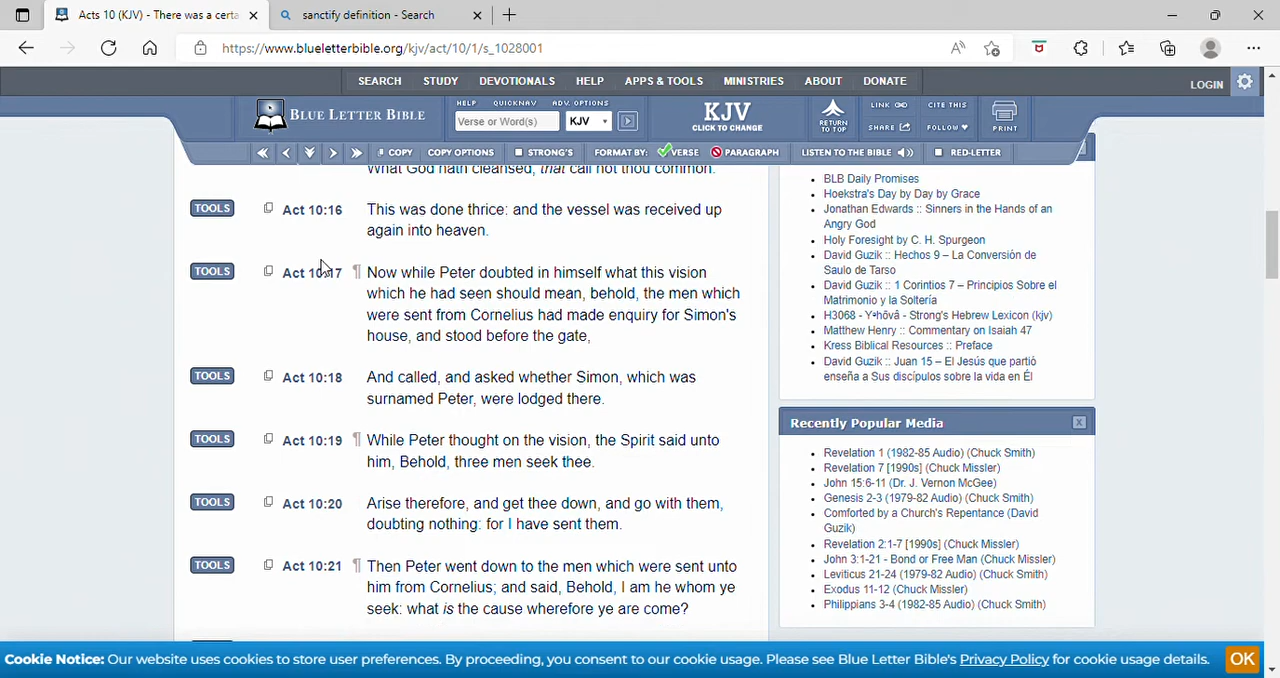 Acts 10 (KJV) - There was a certa
sanctify definition - Search
https://www.blueletterbible.org/kjv/act/10/1/s_1028001
SEARCH STUDY DEVOTIONALS HELP APPS & TOOLS MINISTRIES ABOUT DONATE
LOGIN
BLUE LETTER BIBLE
HELP QUICKNAV ADV. OPTIONS
Verse or Word(s) KJV
KJV
CLICK TO CHANGE
RETURN
TO TOP
LINK CITE THIS
SHARE FOLLOW
PRINT
COPY COPY OPTIONS STRONG'S FORMAT BY: VERSE PARAGRAPH LISTEN TO THE BIBLE RED-LETTER
What God hath cleansed, that call not thou common.
TOOLS Act 10:16 This was done thrice: and the vessel was received up
again into heaven.
TOOLS Act 10:17 ¶ Now while Peter doubted in himself what this vision
which he had seen should mean, behold, the men which
were sent from Cornelius had made enquiry for Simon's
house, and stood before the gate,
TOOLS Act 10:18 And called, and asked whether Simon, which was
surnamed Peter, were lodged there.
TOOLS Act 10:19 ¶ While Peter thought on the vision, the Spirit said unto
him, Behold, three men seek thee.
TOOLS Act 10:20 Arise therefore, and get thee down, and go with them,
doubting nothing: for I have sent them.
TOOLS Act 10:21 ¶ Then Peter went down to the men which were sent unto
him from Cornelius; and said, Behold, I am he whom ye
seek: what is the cause wherefore ye are come?
BLB Daily Promises
Hoekstra's Day by Day by Grace
Jonathan Edwards :: Sinners in the Hands of an
Angry God
Holy Foresight by C. H. Spurgeon
David Guzik :: Hechos 9 – La Conversión de
Saulo de Tarso
David Guzik :: 1 Corintios 7 – Principios Sobre el
Matrimonio y la Soltería
H3068 - Yᵊhōvâ - Strong's Hebrew Lexicon (kjv)
Matthew Henry :: Commentary on Isaiah 47
Kress Biblical Resources :: Preface
David Guzik :: Juan 15 – El Jesús que partió
enseña a Sus discípulos sobre la vida en Él
Recently Popular Media
Revelation 1 (1982-85 Audio) (Chuck Smith)
Revelation 7 [1990s] (Chuck Missler)
John 15:6-11 (Dr. J. Vernon McGee)
Genesis 2-3 (1979-82 Audio) (Chuck Smith)
Comforted by a Church's Repentance (David
Guzik)
Revelation 2:1-7 [1990s] (Chuck Missler)
John 3:1-21 - Bond or Free Man (Chuck Missler)
Leviticus 21-24 (1979-82 Audio) (Chuck Smith)
Exodus 11-12 (Chuck Missler)
Philippians 3-4 (1982-85 Audio) (Chuck Smith)
Cookie Notice: Our website uses cookies to store user preferences. By proceeding, you consent to our cookie usage. Please see Blue Letter Bible's Privacy Policy for cookie usage details. OK